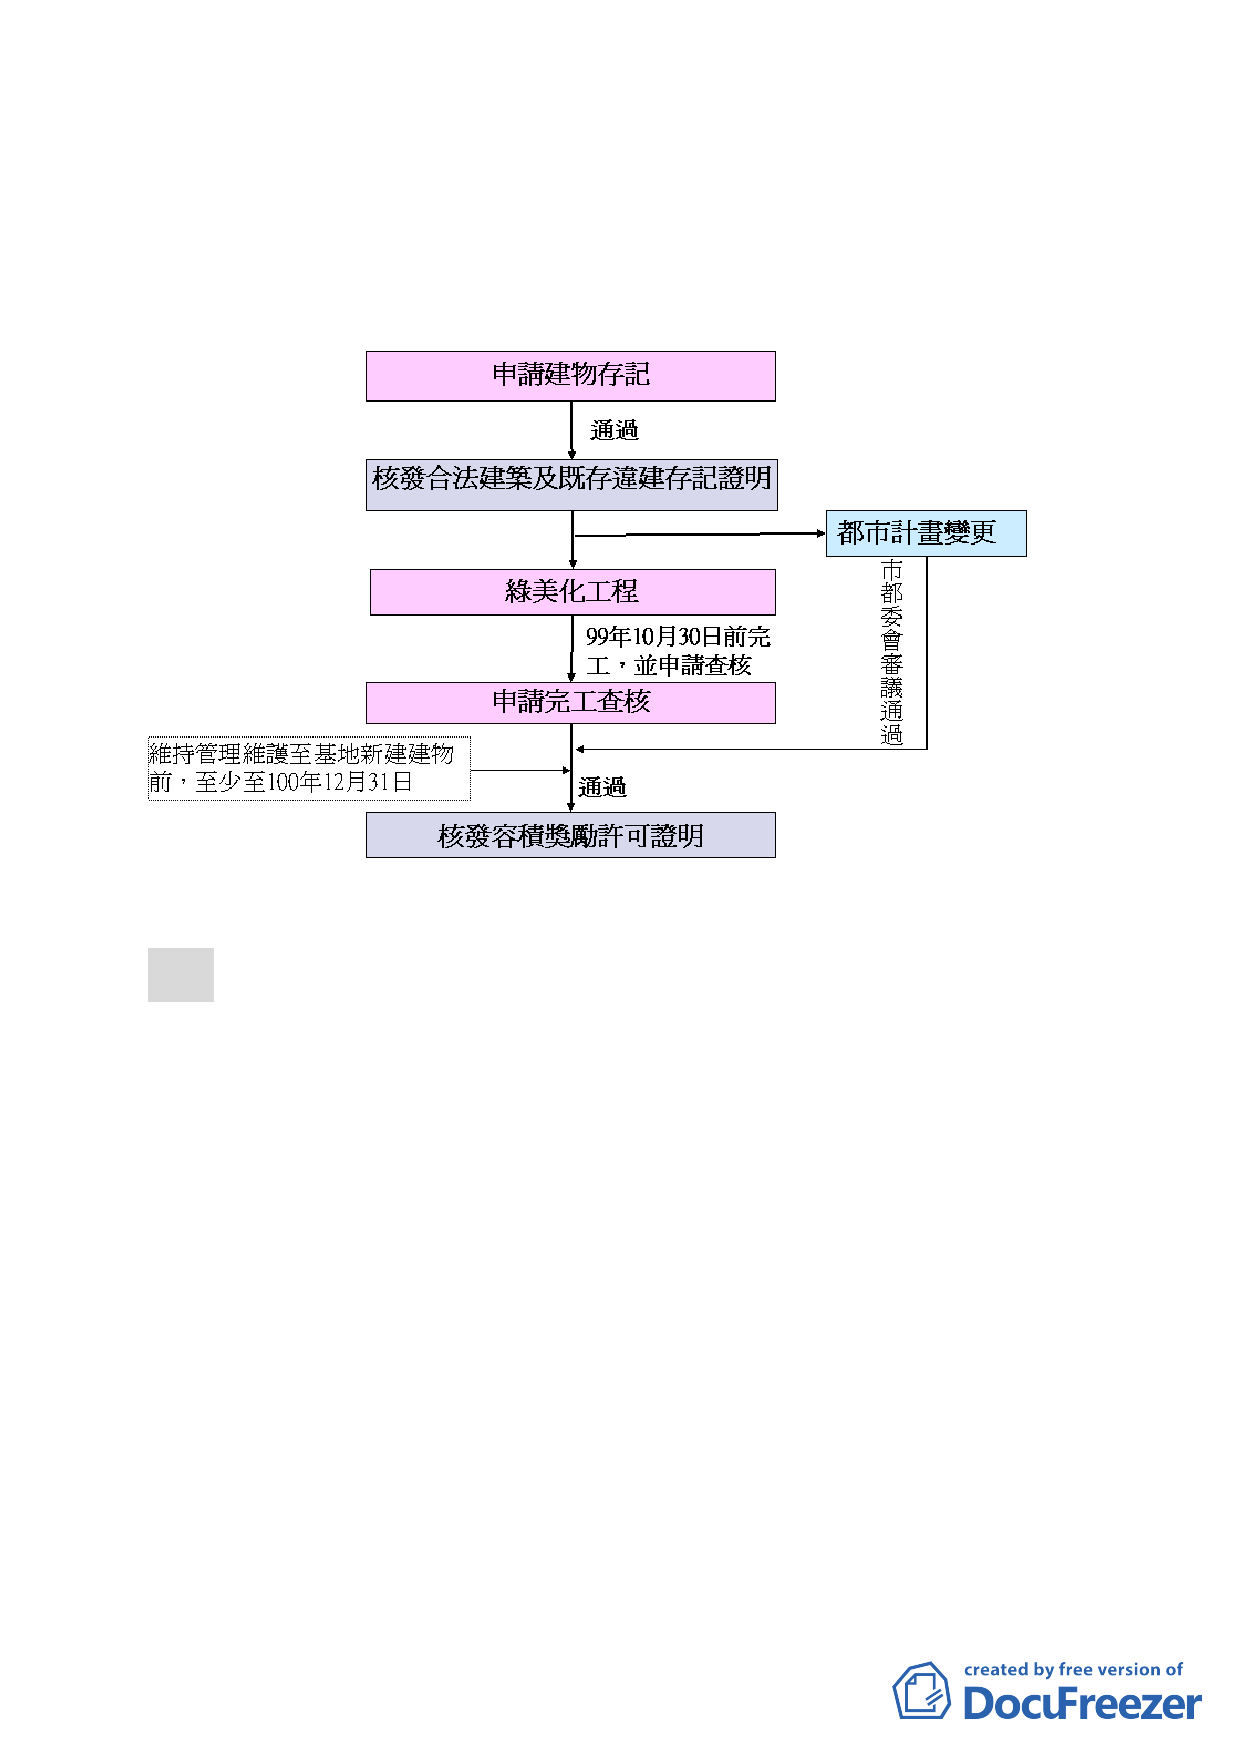 申請建物存記
通過
核發合法建築及既存違建存記證明
都市計畫變更
市都委會審議通過
綠美化工程
99年10月30日前完
工，並申請查核
申請完工查核
維持管理維護至基地新建建物
前，至少至100年12月31日
通過
核發容積獎勵許可證明
created by free version of
DocuFreezer